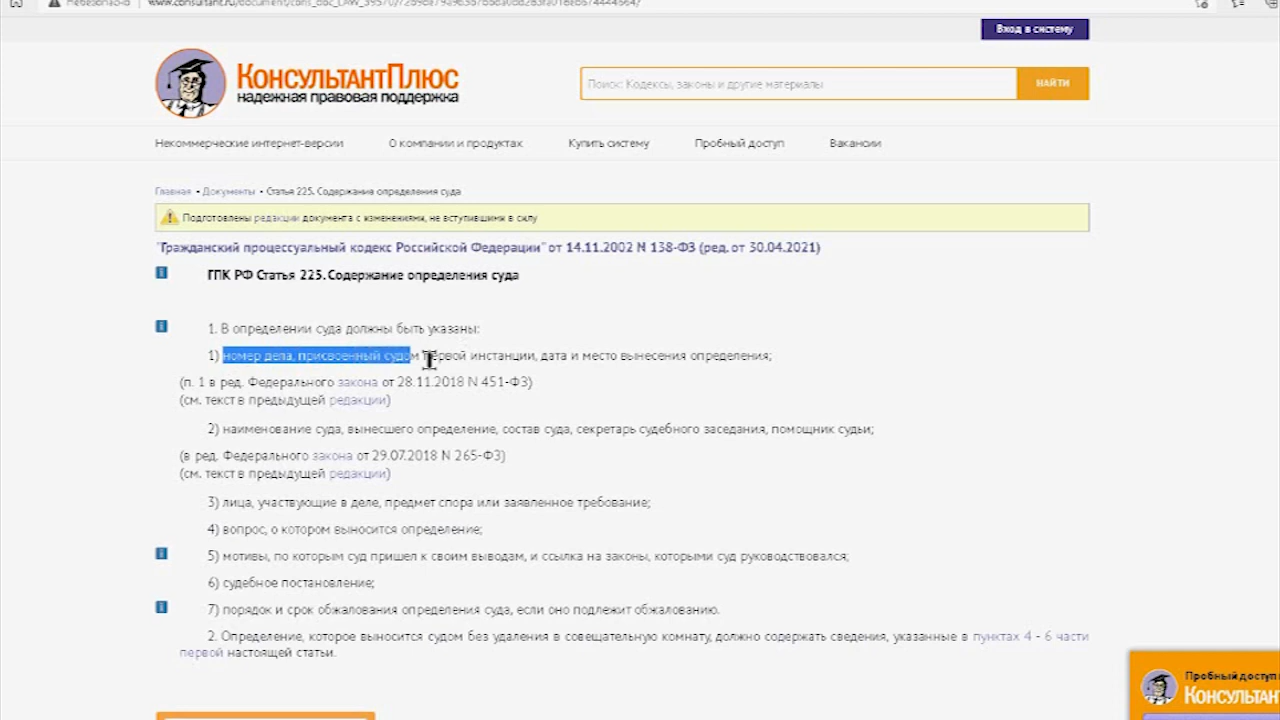 Небезопасно
Вход в систему
КонсультантПлюс
надежная правовая поддержка
Поиск: Кодексы, законы и другие материалы
НАЙТИ
Некоммерческие интернет-версии О компании и продуктах Купить систему Пробный доступ Вакансии
Главная • Документы • Статья 225. Содержание определения суда
Подготовлены редакции документа с изменениями, не вступившими в силу
"Гражданский процессуальный кодекс Российской Федерации" от 14.11.2002 N 138-ФЗ (ред. от 30.04.2021)
ГПК РФ Статья 225. Содержание определения суда
1. В определении суда должны быть указаны:
1) номер дела, присвоенный судом первой инстанции, дата и место вынесения определения;
(п. 1 в ред. Федерального закона от 28.11.2018 N 451-ФЗ)
(см. текст в предыдущей редакции)
2) наименование суда, вынесшего определение, состав суда, секретарь судебного заседания, помощник судьи;
(в ред. Федерального закона от 29.07.2018 N 265-ФЗ)
(см. текст в предыдущей редакции)
3) лица, участвующие в деле, предмет спора или заявленное требование;
4) вопрос, о котором выносится определение;
5) мотивы, по которым суд пришел к своим выводам, и ссылка на законы, которыми суд руководствовался;
6) судебное постановление;
7) порядок и срок обжалования определения суда, если оно подлежит обжалованию.
2. Определение, которое выносится судом без удаления в совещательную комнату, должно содержать сведения, указанные в пунктах 4 - 6 части
первой настоящей статьи.
Пробный доступ
Консультан